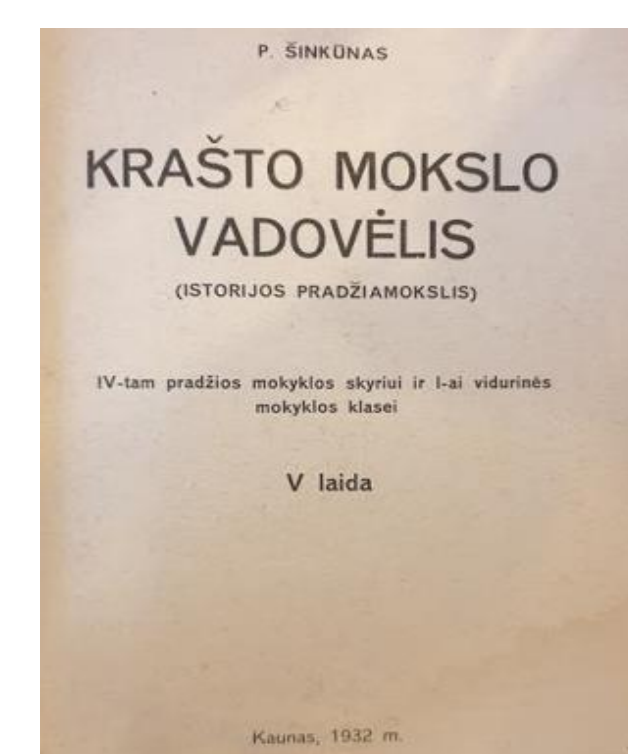 P. ŠINKŪNAS
KRAŠTO MOKSLO
VADOVĖLIS
(ISTORIJOS PRADŽIAMOKSLIS)
IV-tam pradžios mokyklos skyriui ir I-ai vidurinės
mokyklos klasei
V laida
Kaunas, 1932 m.